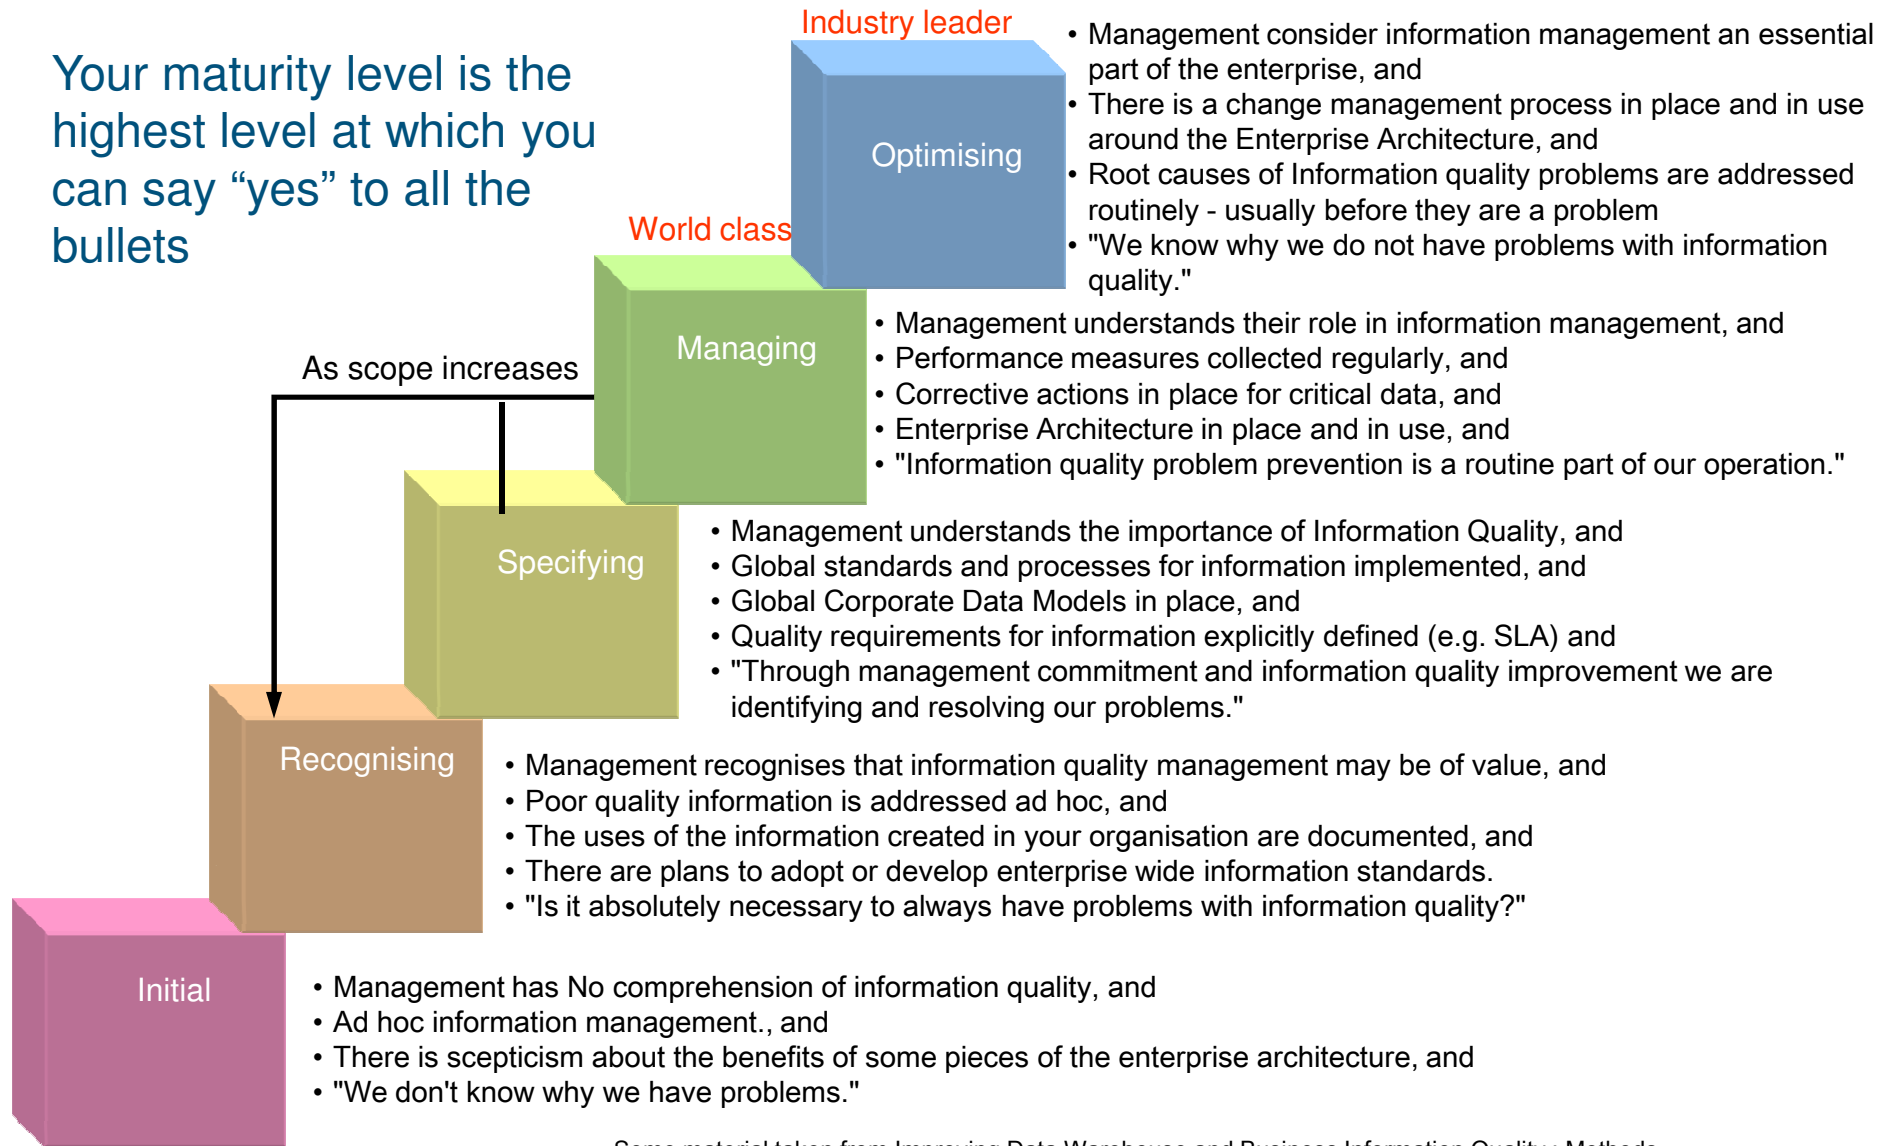 Your maturity level is the
highest level at which you
can say “yes” to all the
bullets
Industry leader
Optimising
• Management consider information management an essential
part of the enterprise, and
• There is a change management process in place and in use
around the Enterprise Architecture, and
• Root causes of Information quality problems are addressed
routinely - usually before they are a problem
• "We know why we do not have problems with information
quality."
World class
Managing
• Management understands their role in information management, and
• Performance measures collected regularly, and
• Corrective actions in place for critical data, and
• Enterprise Architecture in place and in use, and
• "Information quality problem prevention is a routine part of our operation."
As scope increases
Specifying
• Management understands the importance of Information Quality, and
• Global standards and processes for information implemented, and
• Global Corporate Data Models in place, and
• Quality requirements for information explicitly defined (e.g. SLA) and
• "Through management commitment and information quality improvement we are
identifying and resolving our problems."
Recognising
• Management recognises that information quality management may be of value, and
• Poor quality information is addressed ad hoc, and
• The uses of the information created in your organisation are documented, and
• There are plans to adopt or develop enterprise wide information standards.
• "Is it absolutely necessary to always have problems with information quality?"
Initial
• Management has No comprehension of information quality, and
• Ad hoc information management., and
• There is scepticism about the benefits of some pieces of the enterprise architecture, and
• "We don't know why we have problems."
Some material taken from Improving Data Warehouse and Business Information Quality : Methods